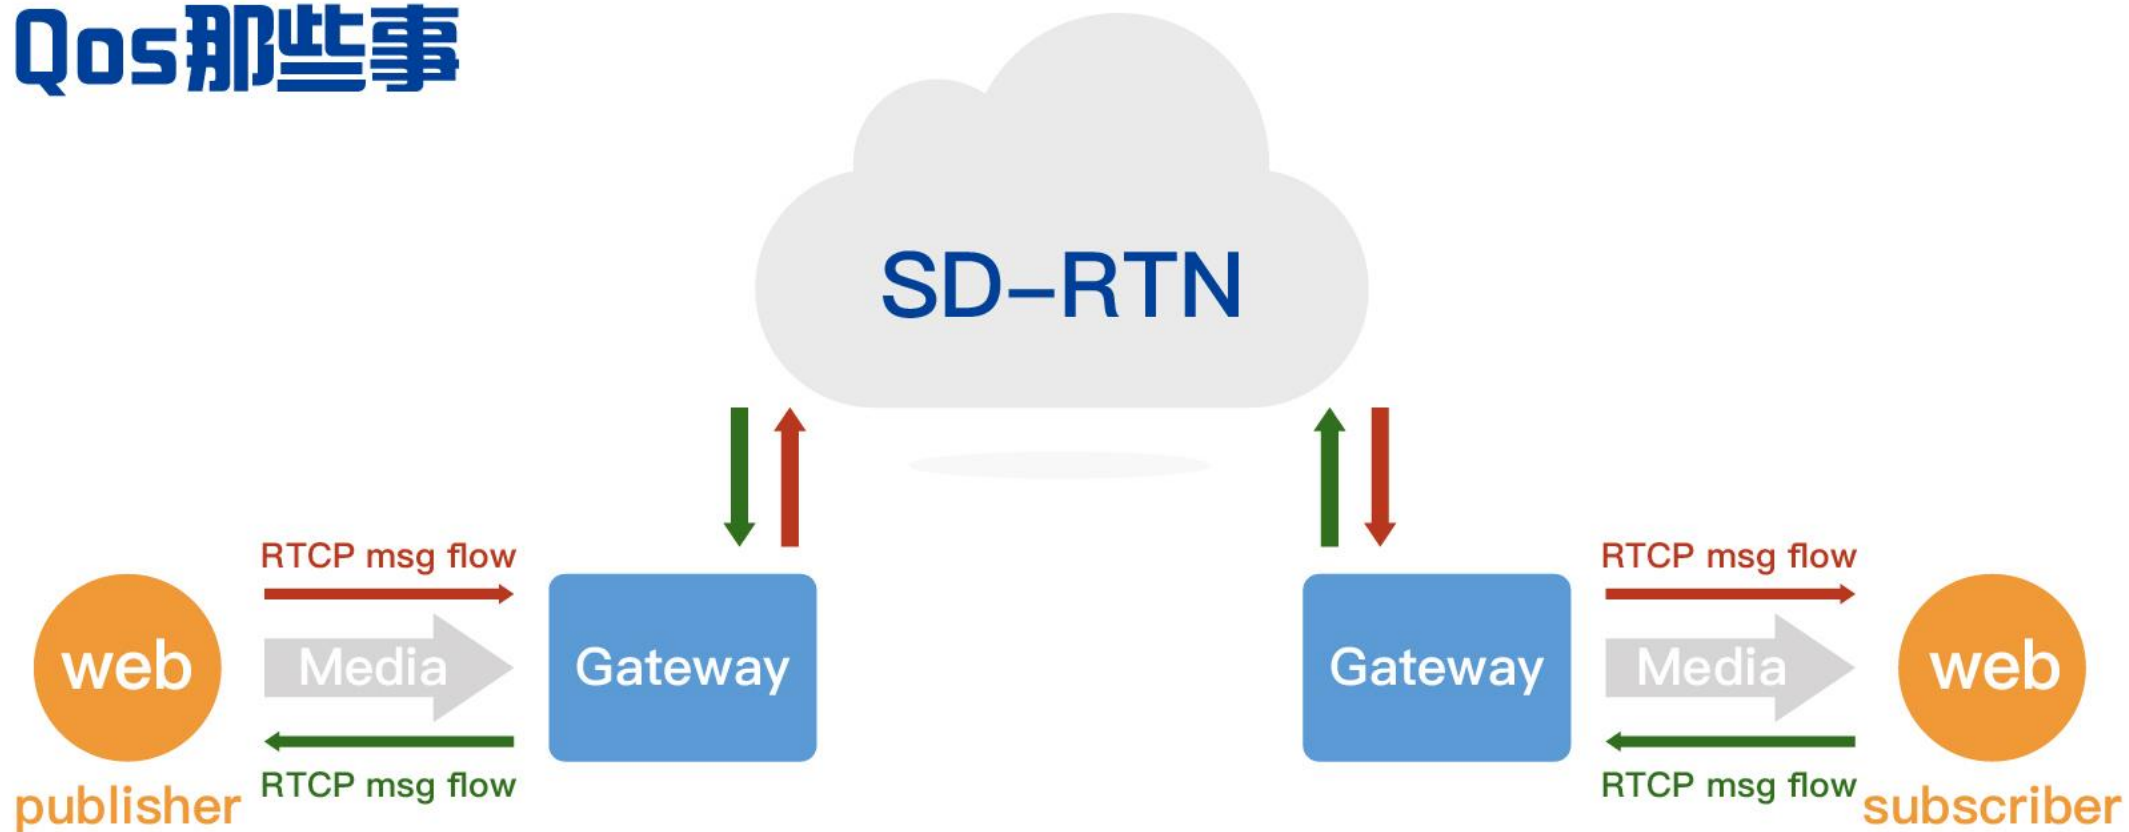 Qos那些事
SD-RTN
RTCP msg flow
RTCP msg flow
web
Media
Gateway
Gateway
Media
web
RTCP msg flow
RTCP msg flow
publisher
subscriber